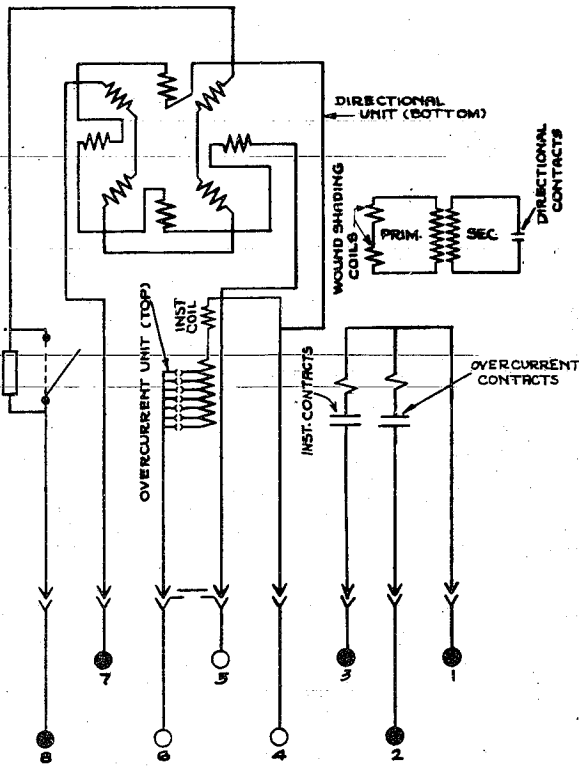 DIRECTIONAL
UNIT (BOTTOM)
DIRECTIONAL
CONTACTS
WOUND SHADING
COILS
PRIM.
SEC.
OVERCURRENT UNIT (TOP)
INST
COIL
INST. CONTACTS
OVERCURRENT
CONTACTS
7
5
3
1
8
6
4
2